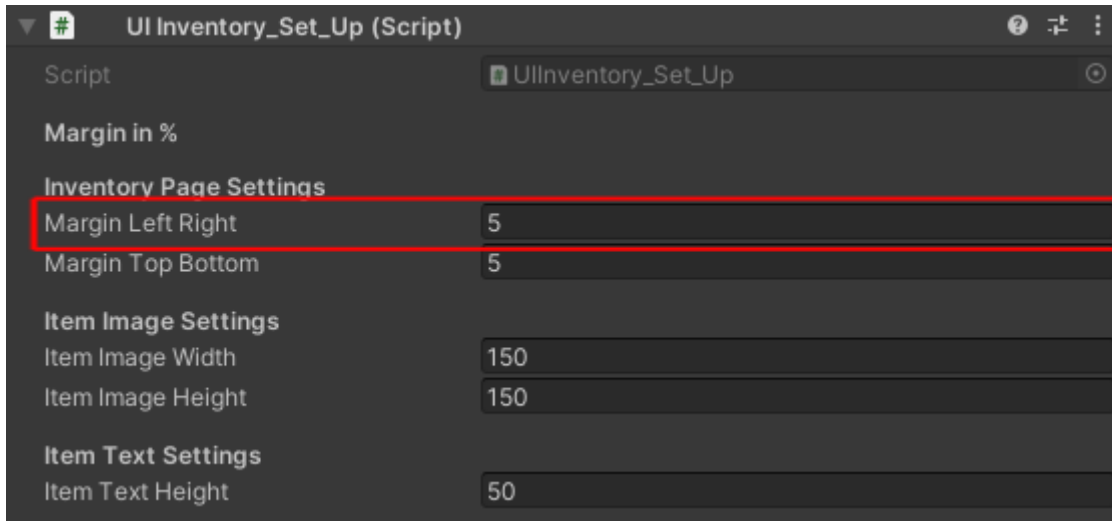 UI Inventory_Set_Up (Script)
Script UIInventory_Set_Up
Margin in %
Inventory Page Settings
Margin Left Right 5
Margin Top Bottom 5
Item Image Settings
Item Image Width 150
Item Image Height 150
Item Text Settings
Item Text Height 50